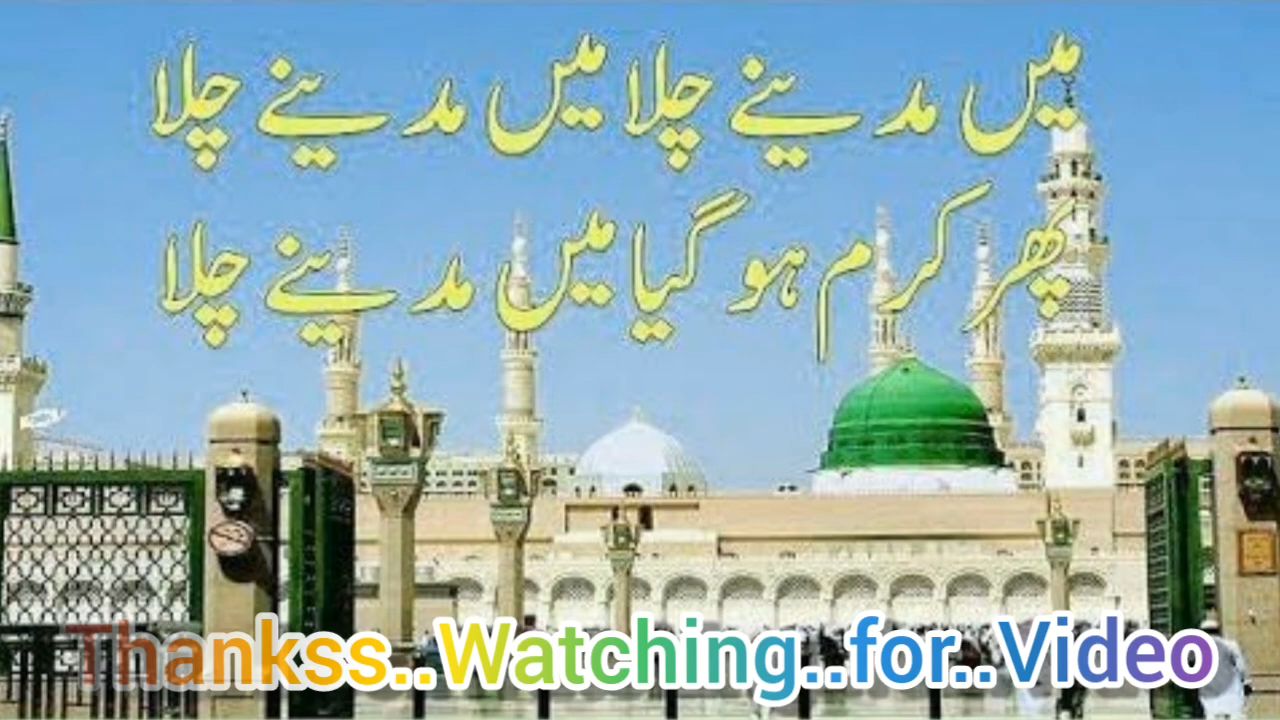 میں مدینے چلا میں مدینے چلا
پھر کرم ہو گیا میں مدینے چلا
Thankss..Watching..for..Video